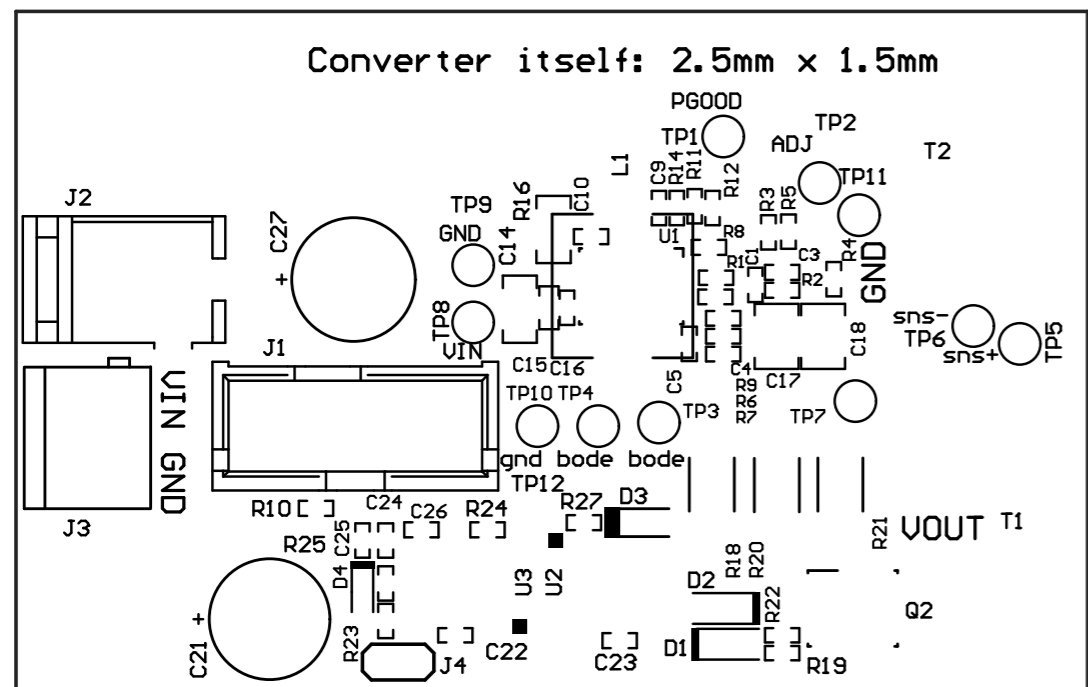 Converter itself: 2.5mm x 1.5mm
PGOOD
TP1
TP2
ADJ
T2
L1
C9
R14
R11
R12
TP11
J2
R16
C10
R3
R5
TP9
C27
+
GND
C14
U1
R8
R1
C1
C3
R2
R4
GND
TP8
VIN
sns-
TP6
sns+
TP5
J1
C15
C16
C5
C4
C17
C18
R9
R6
R7
VIN GND
TP10
TP4
TP3
TP7
gnd
bode
bode
TP12
J3
R10
C24
C26
R24
R27
D3
R21
VOUT
T1
R25
C25
D4
U3
U2
R18
R20
D2
R22
Q2
+
C21
R23
J4
C22
C23
D1
R19